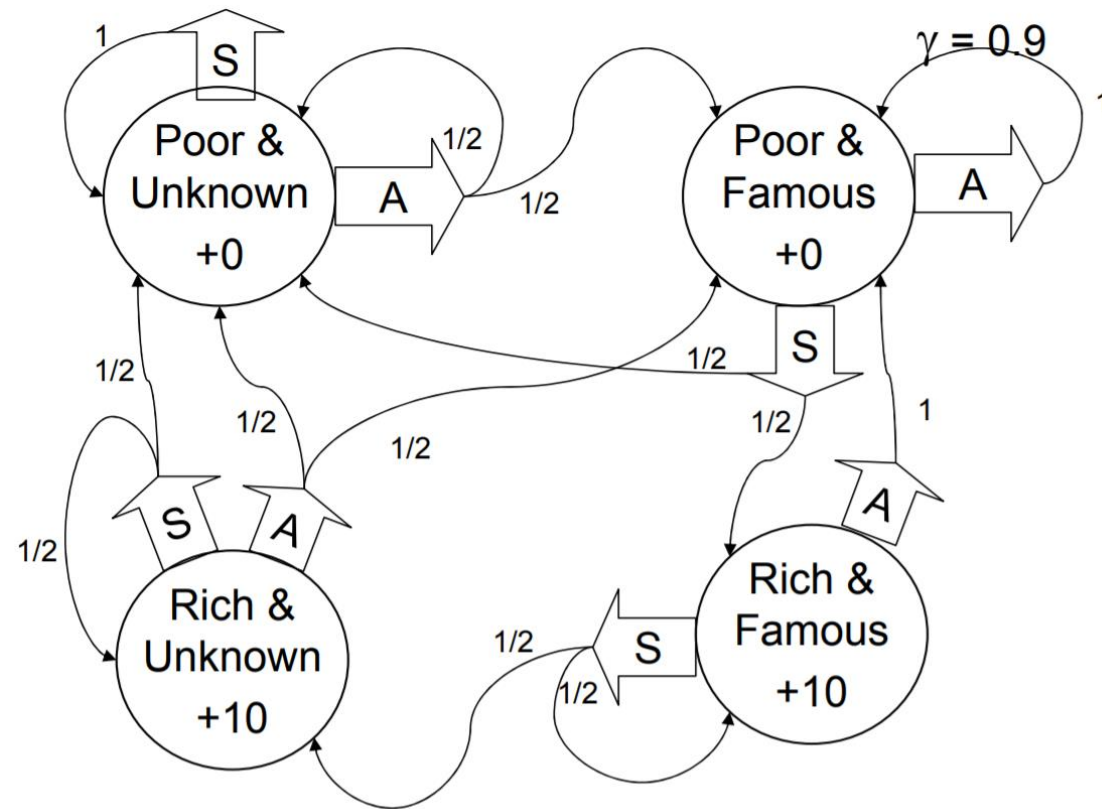 1
S
γ = 0.9
Poor &
Unknown
+0
1/2
A
1/2
Poor &
Famous
+0
A
1
1/2
S
1/2
1/2
1/2
1/2
1
S
A
A
1/2
Rich &
Unknown
+10
1/2
S
1/2
Rich &
Famous
+10